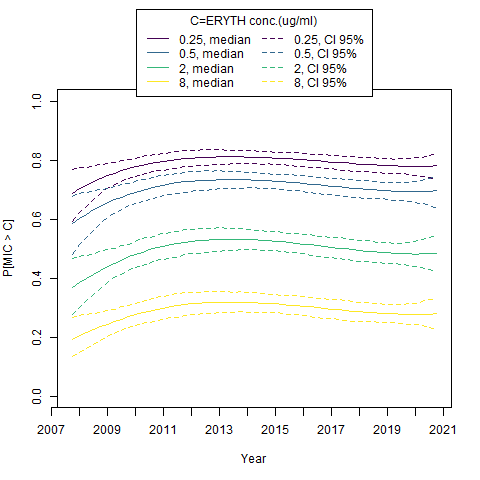 C=ERYTH conc.(ug/ml)
0.25, median 0.25, CI 95%
0.5, median 0.5, CI 95%
2, median 2, CI 95%
8, median 8, CI 95%
P[MIC > C]
1.0
0.8
0.6
0.4
0.2
0.0
2007 2009 2011 2013 2015 2017 2019 2021
Year